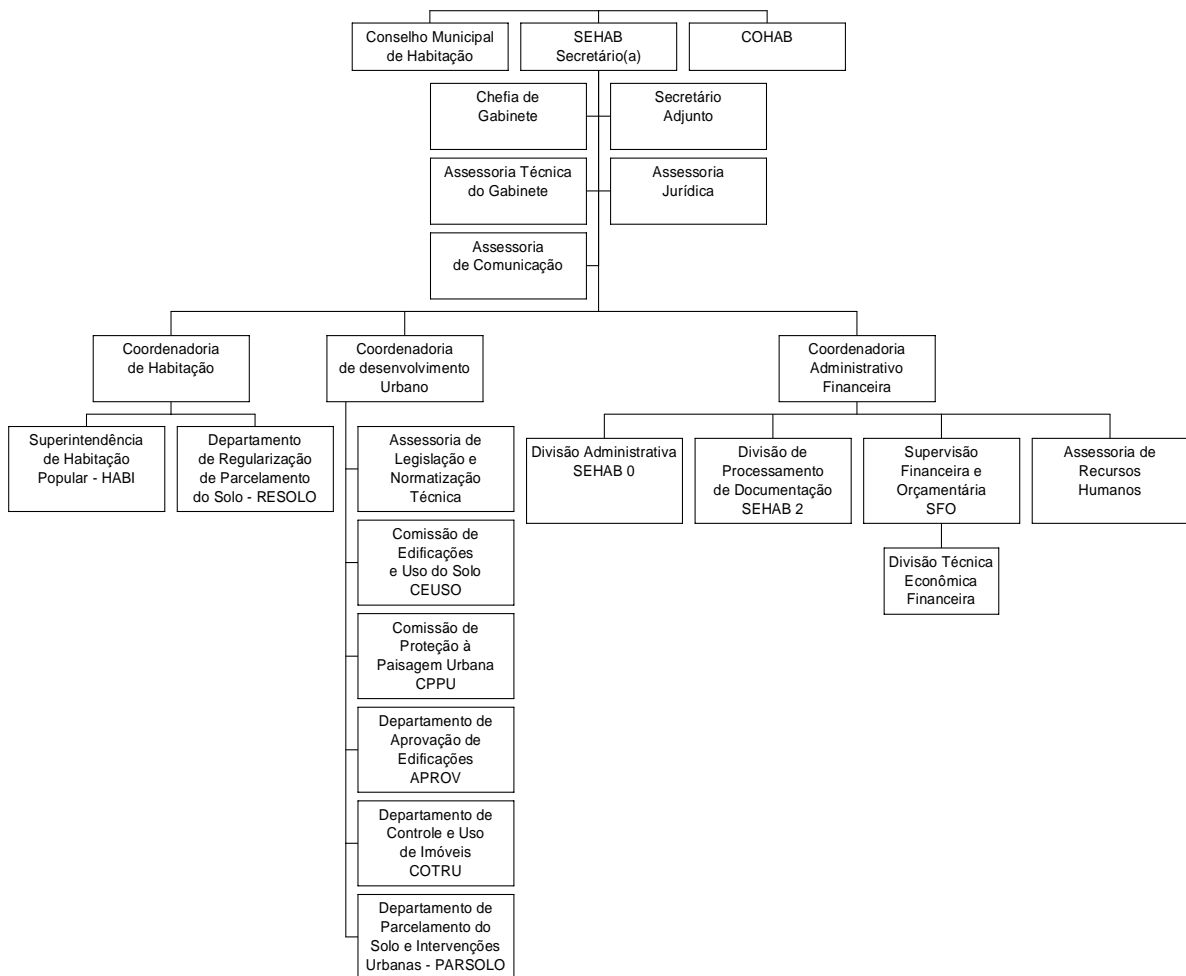 Conselho Municipal
de Habitação
SEHAB
Secretário(a)
COHAB
Chefia de
Gabinete
Secretário
Adjunto
Assessoria Técnica
do Gabinete
Assessoria
Jurídica
Assessoria
de Comunicação
Coordenadoria
de Habitação
Coordenadoria
de desenvolvimento
Urbano
Coordenadoria
Administrativo
Financeira
Superintendência
de Habitação
Popular - HABI
Departamento
de Regularização
de Parcelamento
do Solo - RESOLO
Assessoria de
Legislação e
Normatização
Técnica
Comissão de
Edificações
e Uso do Solo
CEUSO
Comissão de
Proteção à
Paisagem Urbana
CPPU
Departamento de
Aprovação de
Edificações
APROV
Departamento de
Controle e Uso
de Imóveis
COTRU
Departamento de
Parcelamento do
Solo e Intervenções
Urbanas - PARSOLO
Divisão Administrativa
SEHAB 0
Divisão de
Processamento
de Documentação
SEHAB 2
Supervisão
Financeira e
Orçamentária
SFO
Divisão Técnica
Econômica
Financeira
Assessoria de
Recursos
Humanos